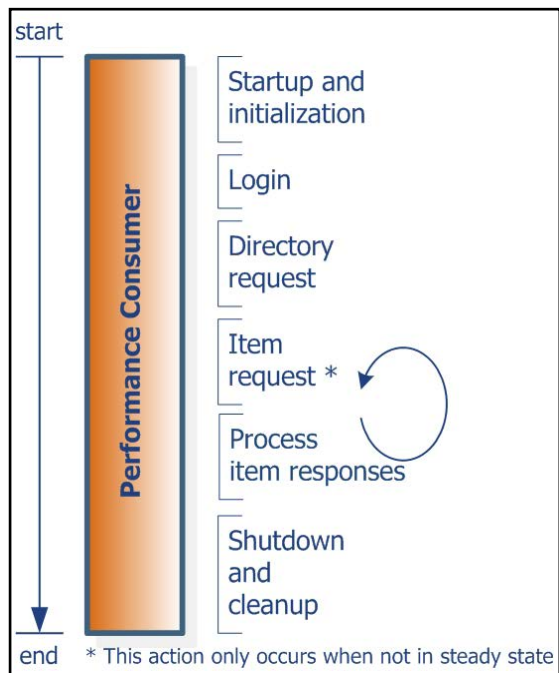 start
Performance Consumer
Startup and
initialization
Login
Directory
request
Item
request *
Process
item responses
Shutdown
and
cleanup
end
* This action only occurs when not in steady state